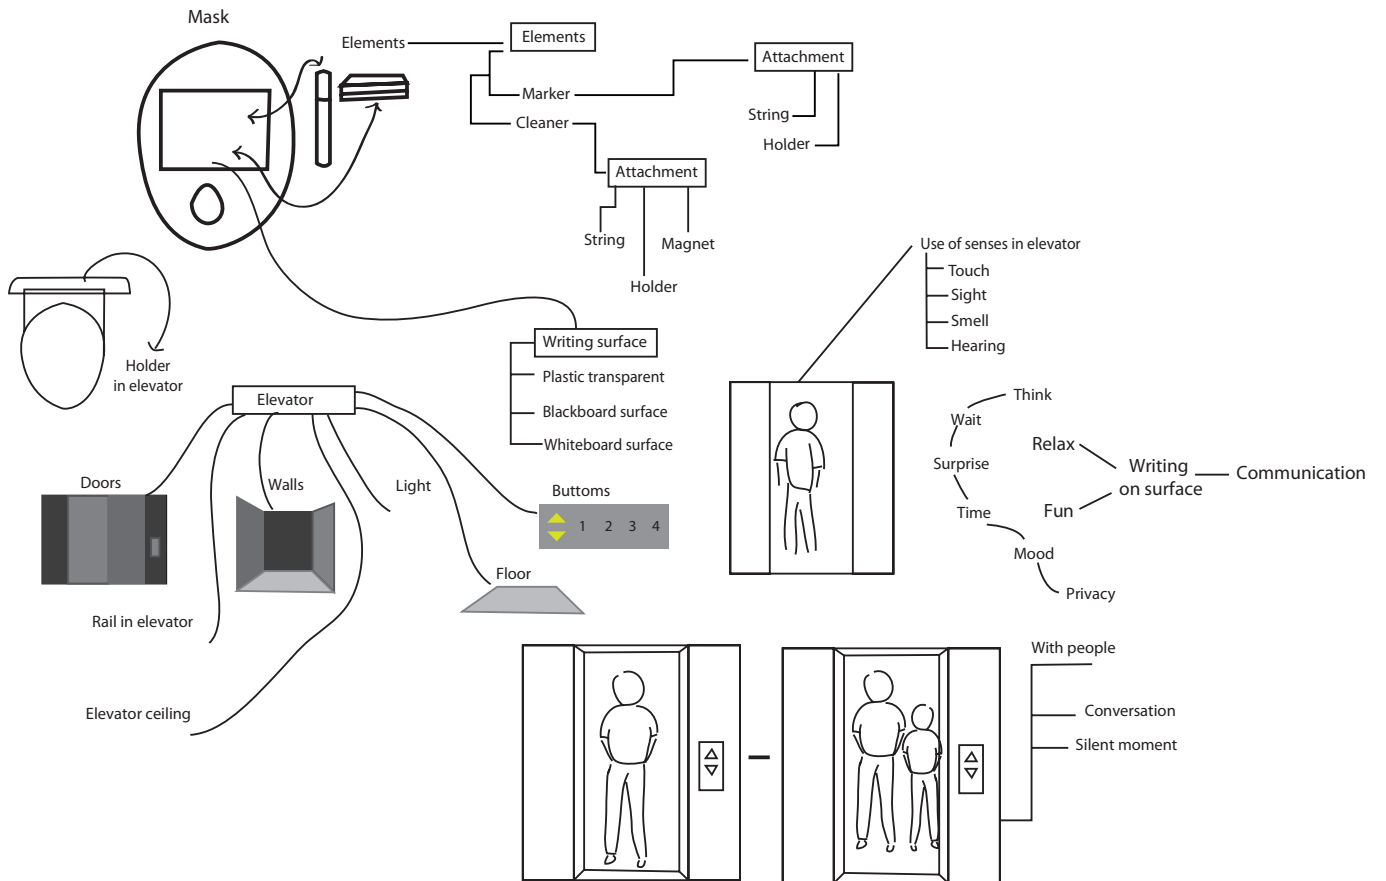 Mask
Elements
Elements
Attachment
Marker
String
Cleaner
Holder
Attachment
String
Magnet
Holder
Use of senses in elevator
Touch
Sight
Smell
Hearing
Holder
in elevator
Writing surface
Plastic transparent
Blackboard surface
Whiteboard surface
Elevator
Doors
Walls
Light
Buttoms
1 2 3 4
Floor
Rail in elevator
Elevator ceiling
Think
Wait
Relax
Surprise
Writing
on surface
Communication
Time
Fun
Mood
Privacy
With people
Conversation
Silent moment